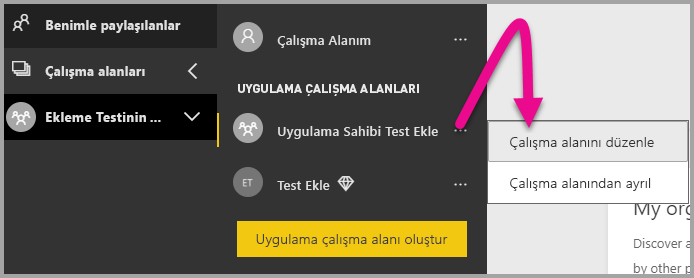 Benimle paylaşılanlar
Çalışma alanları
Ekleme Testinin ...
Çalışma Alanım
UYGULAMA ÇALIŞMA ALANLARI
Uygulama Sahibi Test Ekle
ET
Test Ekle
Uygulama çalışma alanı oluştur
Çalışma alanını düzenle
Çalışma alanından ayrıl
My org
Discover a
by other p